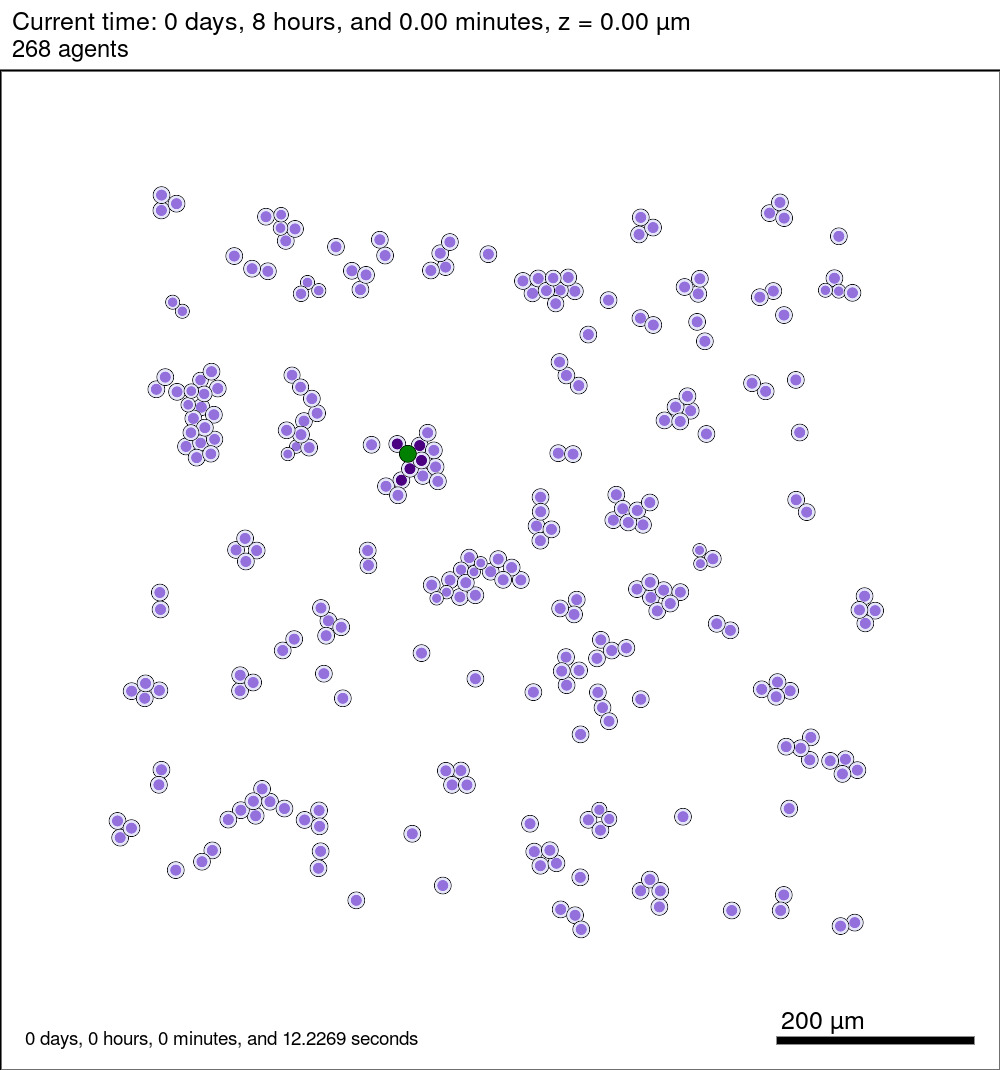 Current time: 0 days, 8 hours, and 0.00 minutes, z = 0.00 μm
268 agents
200 μm
0 days, 0 hours, 0 minutes, and 12.2269 seconds